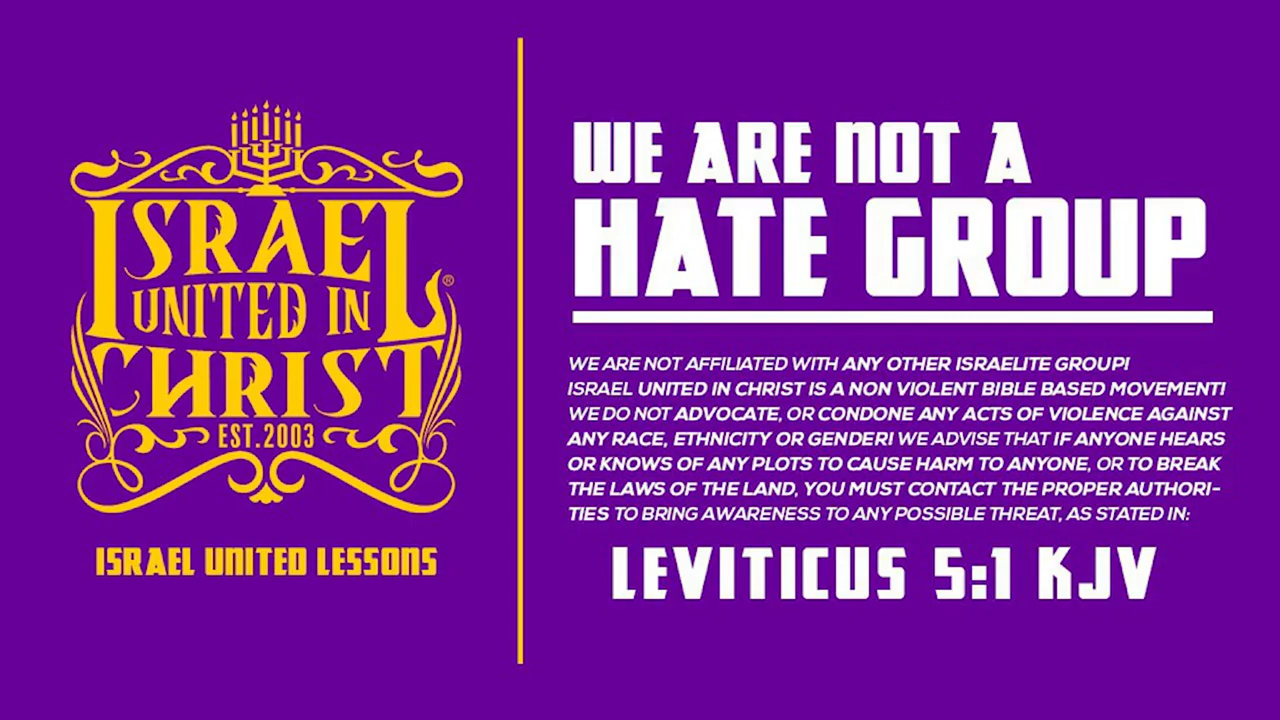 ISRAEL
UNITED IN
CHRIST
EST.2003
ISRAEL UNITED LESSONS
WE ARE NOT A
HATE GROUP
WE ARE NOT AFFILIATED WITH ANY OTHER ISRAELITE GROUP!
ISRAEL UNITED IN CHRIST IS A NON VIOLENT BIBLE BASED MOVEMENT!
WE DO NOT ADVOCATE, OR CONDONE ANY ACTS OF VIOLENCE AGAINST
ANY RACE, ETHNICITY OR GENDER! WE ADVISE THAT IF ANYONE HEARS
OR KNOWS OF ANY PLOTS TO CAUSE HARM TO ANYONE, OR TO BREAK
THE LAWS OF THE LAND, YOU MUST CONTACT THE PROPER AUTHORI-
TIES TO BRING AWARENESS TO ANY POSSIBLE THREAT, AS STATED IN:
LEVITICUS 5:1 KJV